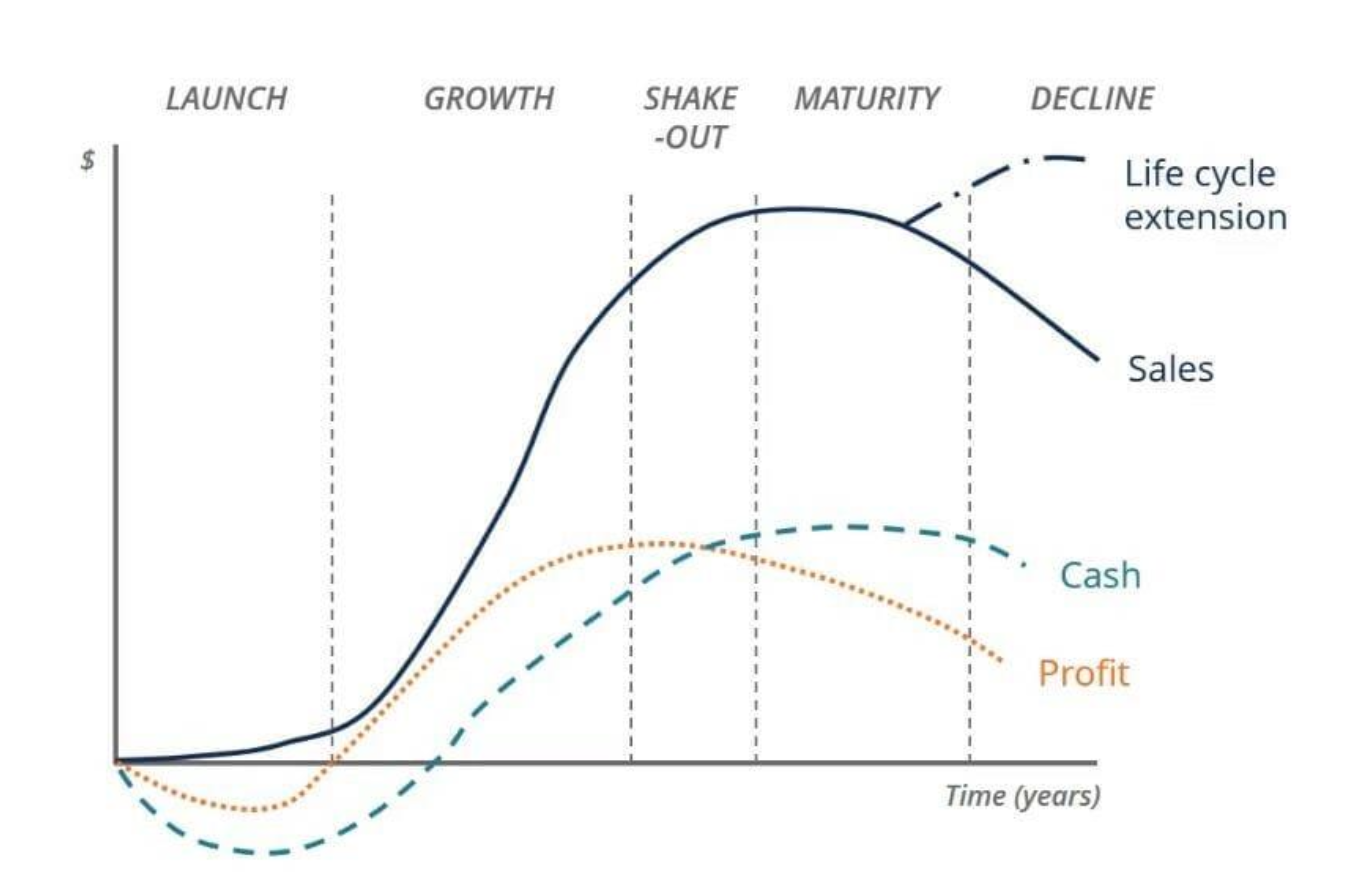 LAUNCH
GROWTH
SHAKE
-OUT
MATURITY
DECLINE
$
Life cycle
extension
Sales
Cash
Profit
Time (years)